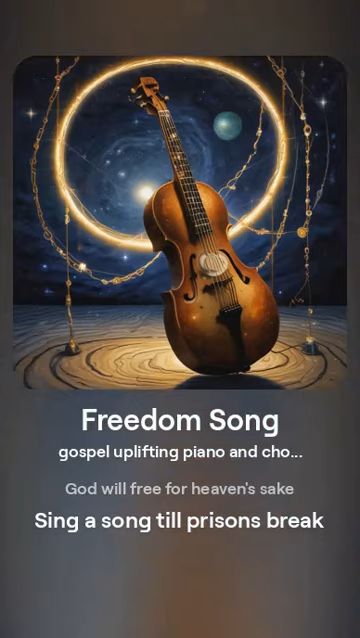 Freedom Song
gospel uplifting piano and cho...
God will free for heaven's sake
Sing a song till prisons break